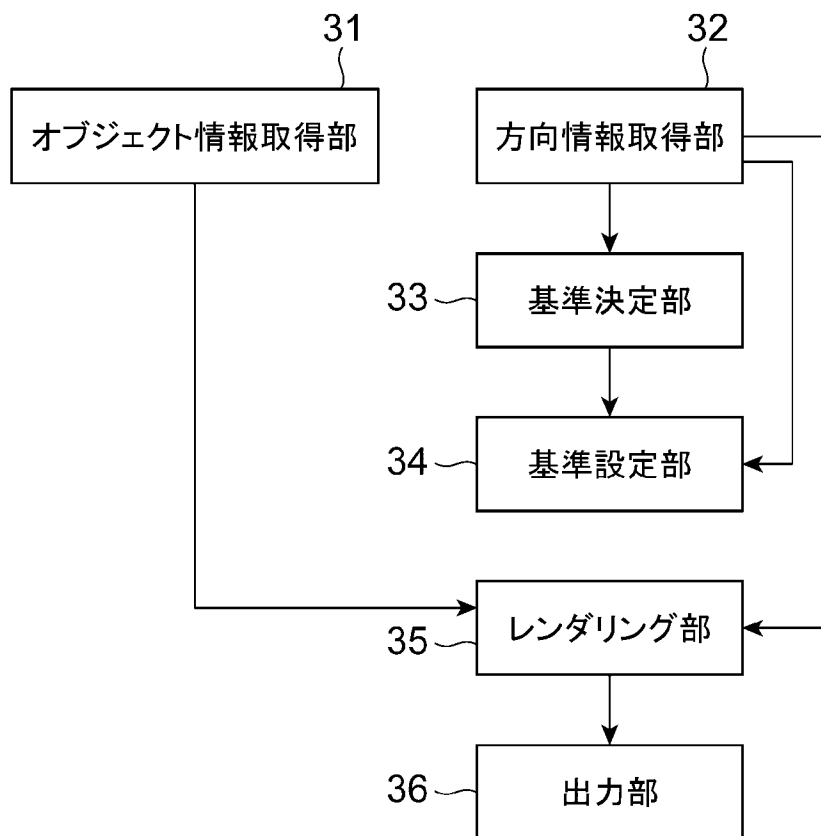 31
32
オブジェクト情報取得部
方向情報取得部
33
基準決定部
34
基準設定部
35
レンダリング部
36
出力部